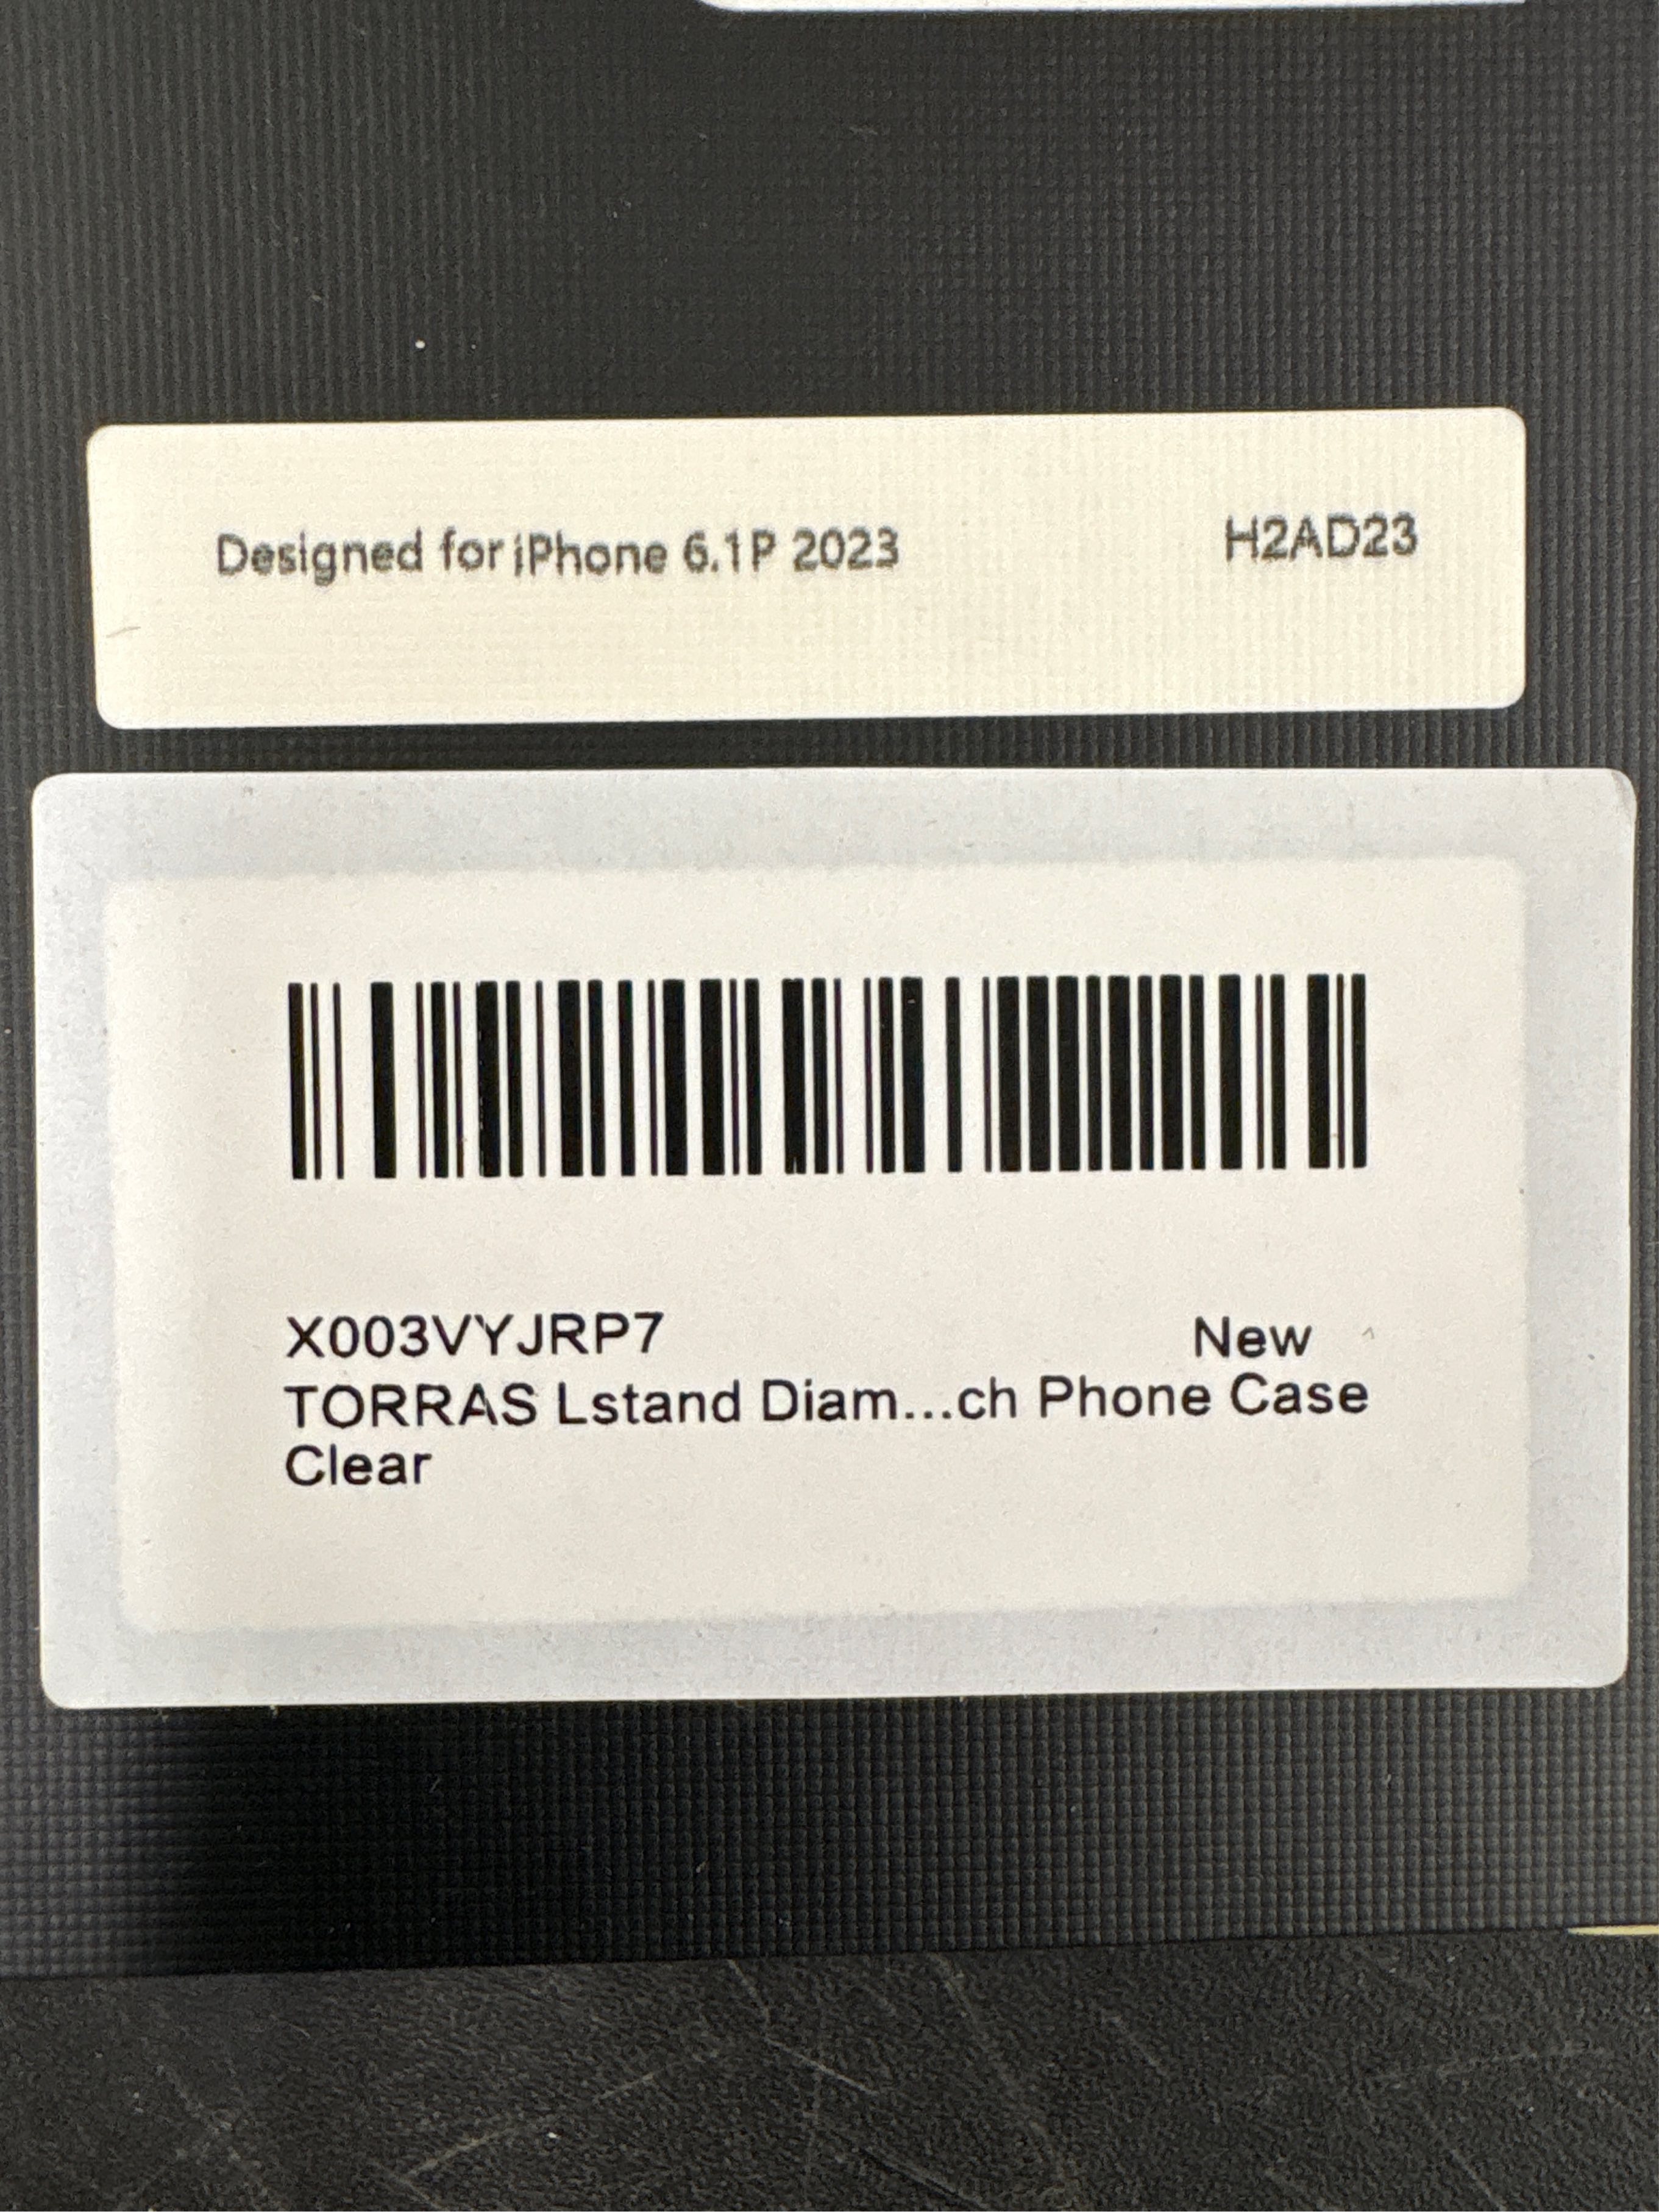 Designed for iPhone 6.1P 2023 H2AD23
X003VYJRP7 New
TORRAS Lstand Diam...ch Phone Case
Clear